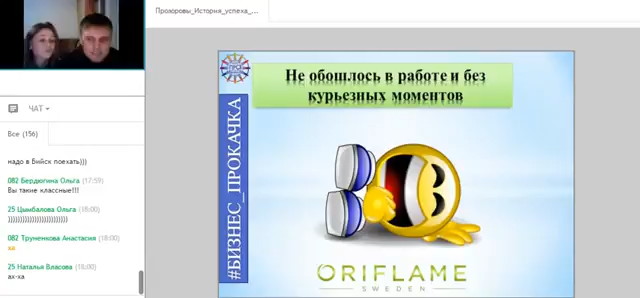 Прозоровы_История_успеха_...
ЧАТ
Все (156)
надо в Бийск поехать)))
082 Бердюгина Ольга (17:59)
Вы такие классные!!!
25 Цымбалова Ольга (18:00)
)))))))))))))))))))))))))
082 Трументкова Анастасия (18:00)
ха
25 Наталья Власова (18:00)
ах-ха
ПРО
#БИЗНЕС_ПРОКАЧКА
Не обошлось в работе и без
курьезных моментов
ORIFLAME
SWEDEN